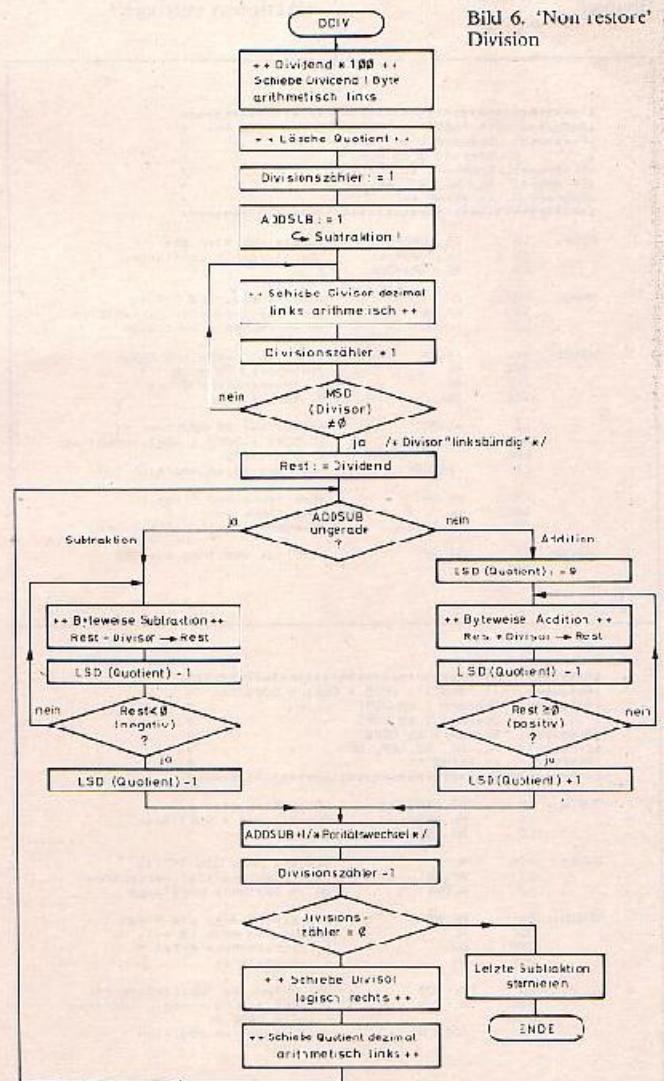 Bild 6. 'Non restore'
Division
DDIV
++ Dividend * 1ØØ ++
Schiebe Dividend 1 Byte
arithmetisch links
++ Lösche Quotient ++
Divisionszähler : = 1
ADDSUB : = 1
Subtraktion !
++ Schiebe Divisor dezimal
links arithmetisch ++
Divisionszähler + 1
nein
MSD
(Divisor)
≠Ø
ja /* Divisor "linksbündig" */
Rest : = Dividend
ja
ADDSUB
ungerade
?
nein
Subtraktion
Addition
LSD (Quotient) : = 9
++ Byteweise Subtraktion ++
Rest - Divisor → Rest
++ Byteweise Addition ++
Rest + Divisor → Rest
LSD (Quotient) -1
LSD (Quotient) -1
nein
Rest<Ø
(negativ)
?
ja
Rest ≥Ø
(positiv)
?
nein
ja
LSD (Quotient) -1
LSD (Quotient) +1
ADDSUB +1/* Paritätswechsel */
Divisionszähler -1
Divisions-
zähler = Ø
?
Letzte Subtraktion
stornieren
++ Schiebe Divisor
logisch rechts ++
ENDE
++ Schiebe Quotient dezimal
arithmetisch links ++